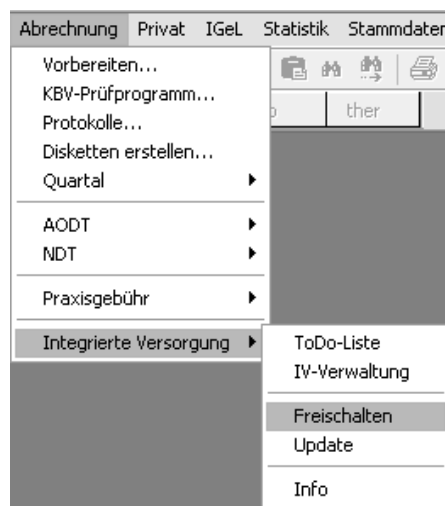 Abrechnung Privat IGeL Statistik Stammdaten
Vorbereiten...
KBV-Prüfprogramm...
Protokolle...
ther
Disketten erstellen...
Quartal
AODT
NDT
Praxisgebühr
Integrierte Versorgung
ToDo-Liste
IV-Verwaltung
Freischalten
Update
Info